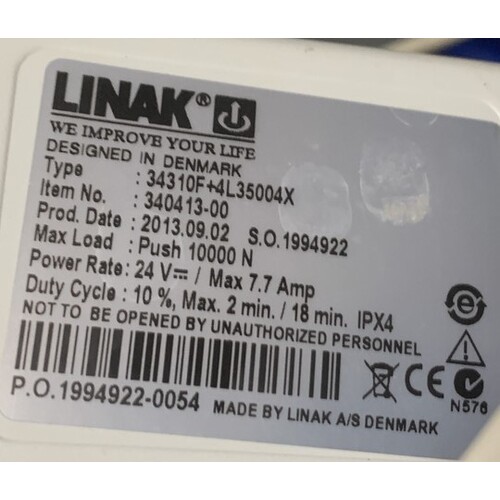 LINAK®
WE IMPROVE YOUR LIFE
DESIGNED IN DENMARK
Type : 34310F+4L35004X
Item No. : 340413-00
Prod. Date : 2013.09.02 S.O.1994922
Max Load : Push 10000 N
Power Rate: 24 V⎓ / Max 7.7 Amp
Duty Cycle : 10 %, Max. 2 min. / 18 min. IPX4
NOT TO BE OPENED BY UNAUTHORIZED PERSONNEL
CE
N576
P.O.1994922-0054 MADE BY LINAK A/S DENMARK